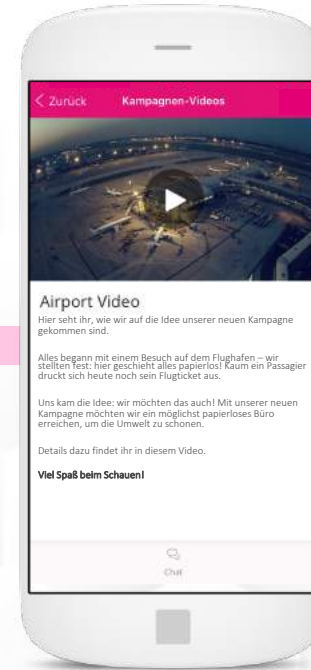 Zurück
Kampagnen-Videos
Airport Video
Hier seht ihr, wie wir auf die Idee unserer neuen Kampagne
gekommen sind.
Alles begann mit einem Besuch auf dem Flughafen – wir
stellten fest: hier geschieht alles papierlos! Kaum ein Passagier
druckt sich heute noch sein Flugticket aus.
Uns kam die Idee: wir möchten das auch! Mit unserer neuen
Kampagne möchten wir ein möglichst papierloses Büro
erreichen, um die Umwelt zu schonen.
Details dazu findet ihr in diesem Video.
Viel Spaß beim Schauen!
Chat